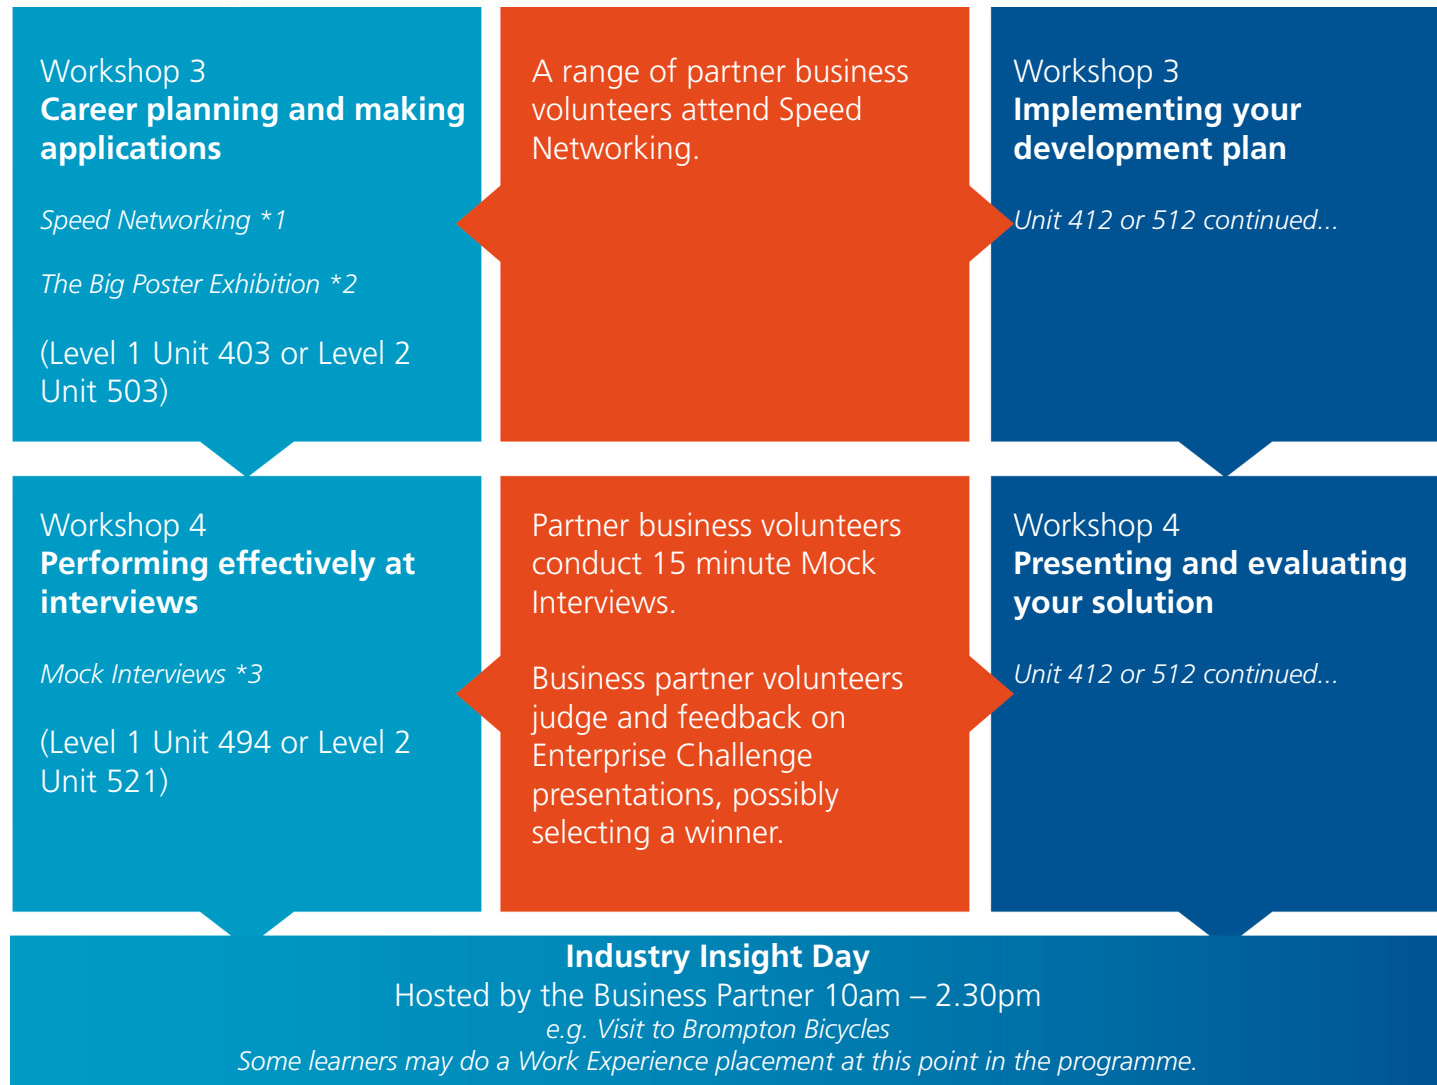 Workshop 3
Career planning and making
applications
Speed Networking *1
The Big Poster Exhibition *2
(Level 1 Unit 403 or Level 2
Unit 503)
A range of partner business
volunteers attend Speed
Networking.
Workshop 3
Implementing your
development plan
Unit 412 or 512 continued...
Workshop 4
Performing effectively at
interviews
Mock Interviews *3
(Level 1 Unit 494 or Level 2
Unit 521)
Partner business volunteers
conduct 15 minute Mock
Interviews.
Business partner volunteers
judge and feedback on
Enterprise Challenge
presentations, possibly
selecting a winner.
Workshop 4
Presenting and evaluating
your solution
Unit 412 or 512 continued...
Industry Insight Day
Hosted by the Business Partner 10am – 2.30pm
e.g. Visit to Brompton Bicycles
Some learners may do a Work Experience placement at this point in the programme.